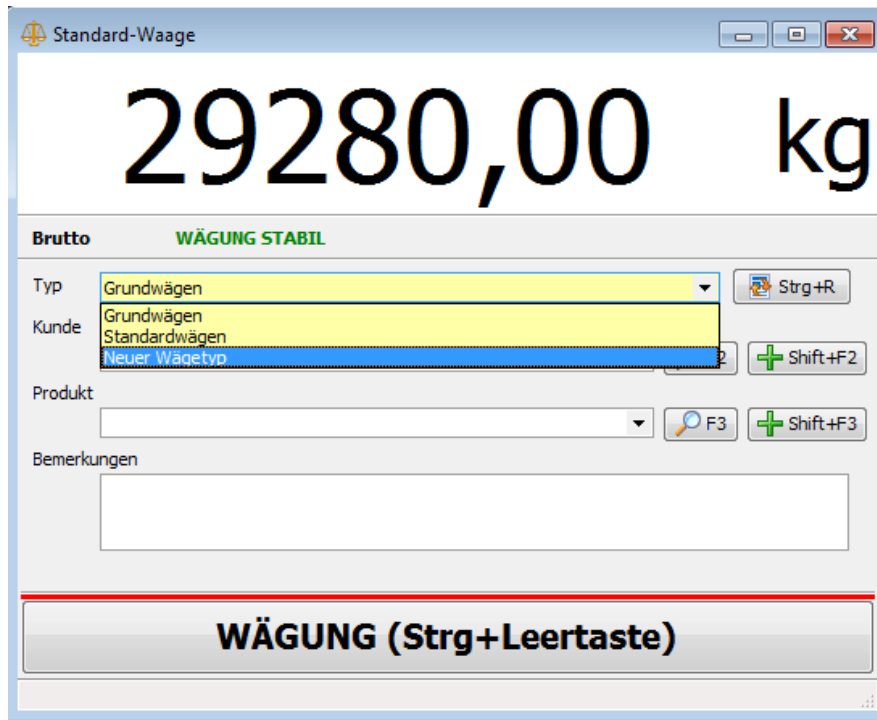 Standard-Waage
29280,00 kg
Brutto WÄGUNG STABIL
Typ Grundwägen Strg+R
Grundwägen
Kunde
Standardwägen
Neuer Wägetyp
Shift+F2
Produkt
F3 Shift+F3
Bemerkungen
WÄGUNG (Strg+Leertaste)